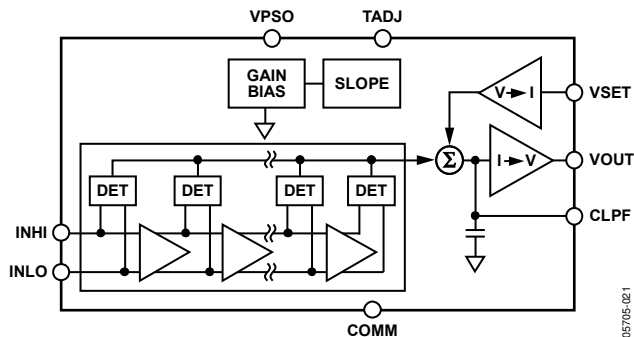 VPSO
TADJ
GAIN
BIAS
SLOPE
V I
VSET
Σ
I V
VOUT
DET
DET
DET
DET
CLPF
INHI
INLO
COMM
05705-021